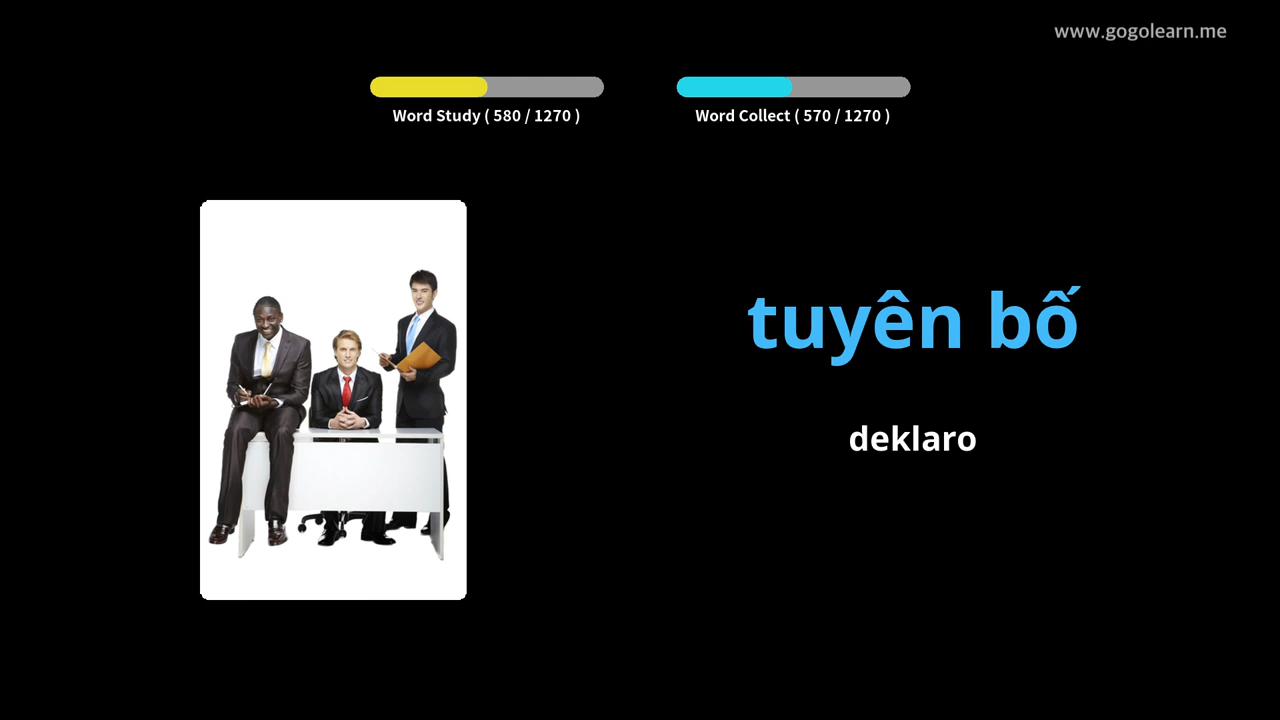 www.gogolearn.me
Word Study ( 580 / 1270 )
Word Collect ( 570 / 1270 )
tuyên bố
deklaro